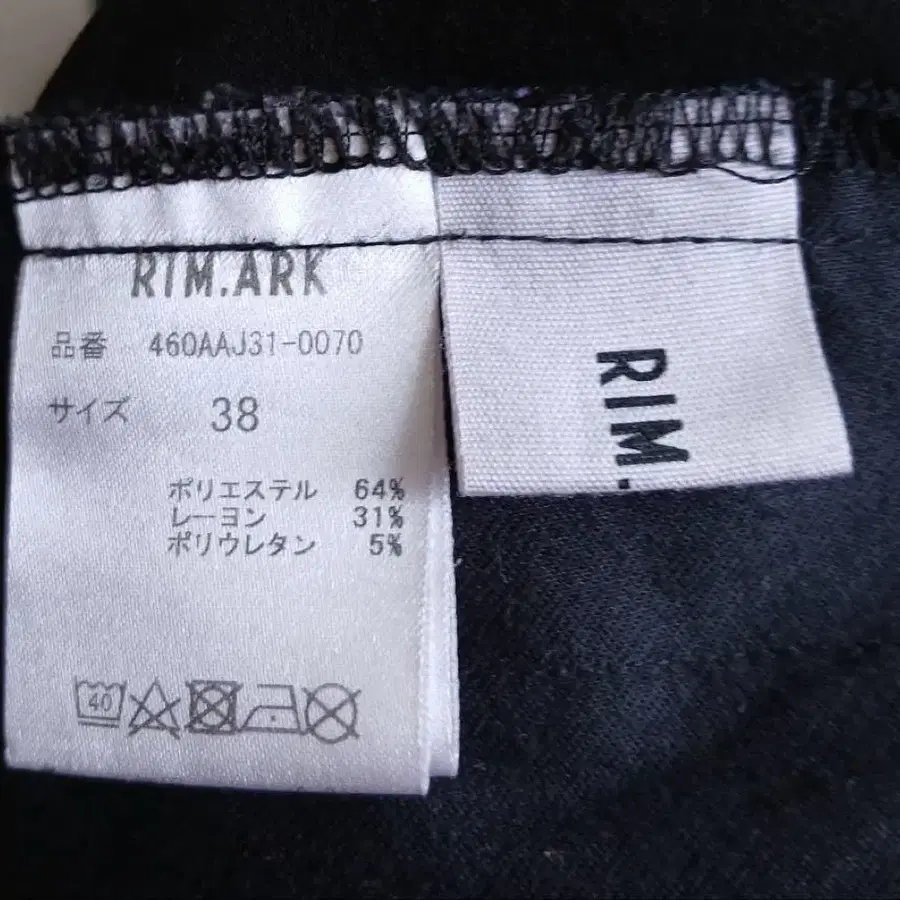 RIM.ARK
品番 460AAJ31-0070
サイズ 38
ポリエステル 64%
レーヨン 31%
ポリウレタン 5%
40
RIM.